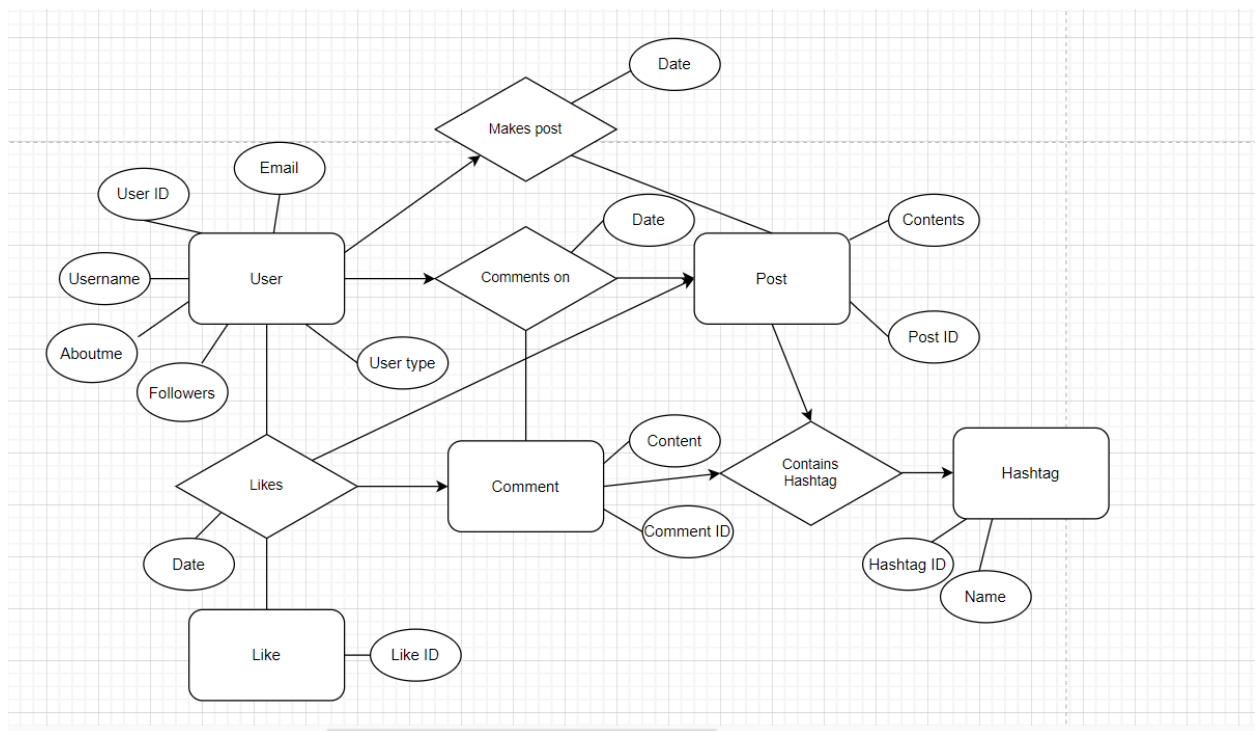 Date
Makes post
Email
User ID
Date
Contents
Username
User
Comments on
Post
Aboutme
Followers
User type
Post ID
Content
Contains
Hashtag
Hashtag
Likes
Comment
Comment ID
Date
Hashtag ID
Name
Like
Like ID